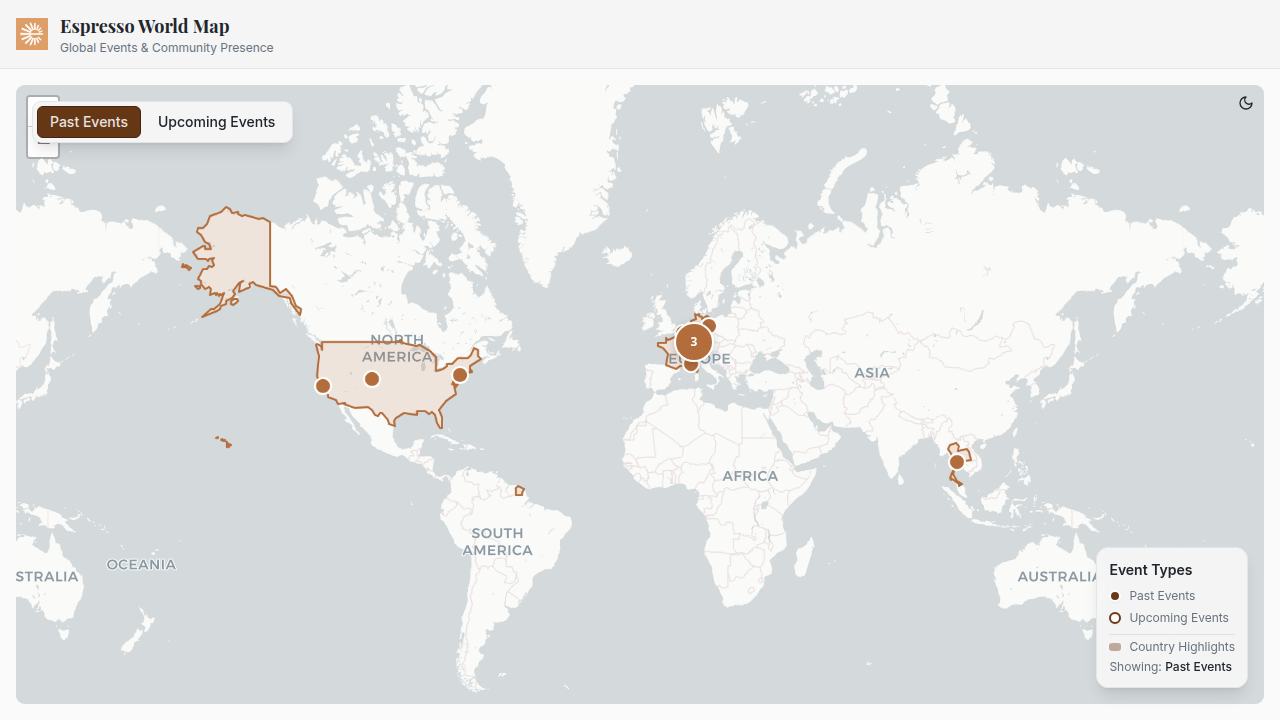 Espresso World Map
Global Events & Community Presence
Past Events
Upcoming Events
NORTH
AMERICA
ASIA
AFRICA
3
SOUTH
AMERICA
OCEANIA
STRALIA
AUSTRALIA
Event Types
Past Events
Upcoming Events
Country Highlights
Showing: Past Events